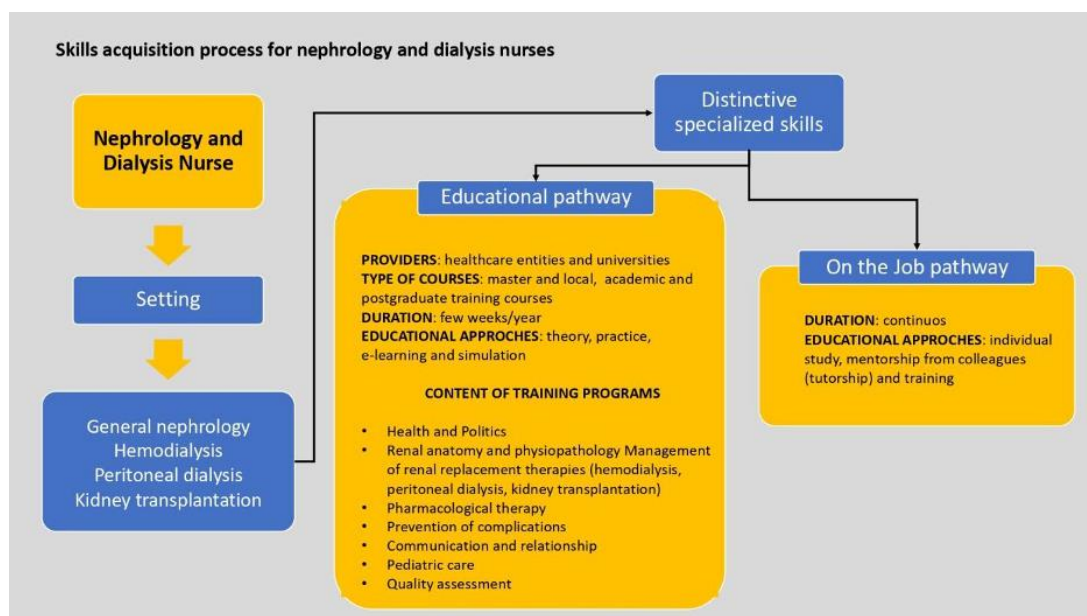 Skills acquisition process for nephrology and dialysis nurses
Nephrology and
Dialysis Nurse
Setting
General nephrology
Hemodialysis
Peritoneal dialysis
Kidney transplantation
Distinctive
specialized skills
Educational pathway
PROVIDERS: healthcare entities and universities
TYPE OF COURSES: master and local, academic and
postgraduate training courses
DURATION: few weeks/year
EDUCATIONAL APPROCHES: theory, practice,
e-learning and simulation
CONTENT OF TRAINING PROGRAMS
• Health and Politics
• Renal anatomy and physiopathology Management
of renal replacement therapies (hemodialysis,
peritoneal dialysis, kidney transplantation)
• Pharmacological therapy
• Prevention of complications
• Communication and relationship
• Pediatric care
• Quality assessment
On the Job pathway
DURATION: continuos
EDUCATIONAL APPROCHES: individual
study, mentorship from colleagues
(tutorship) and training